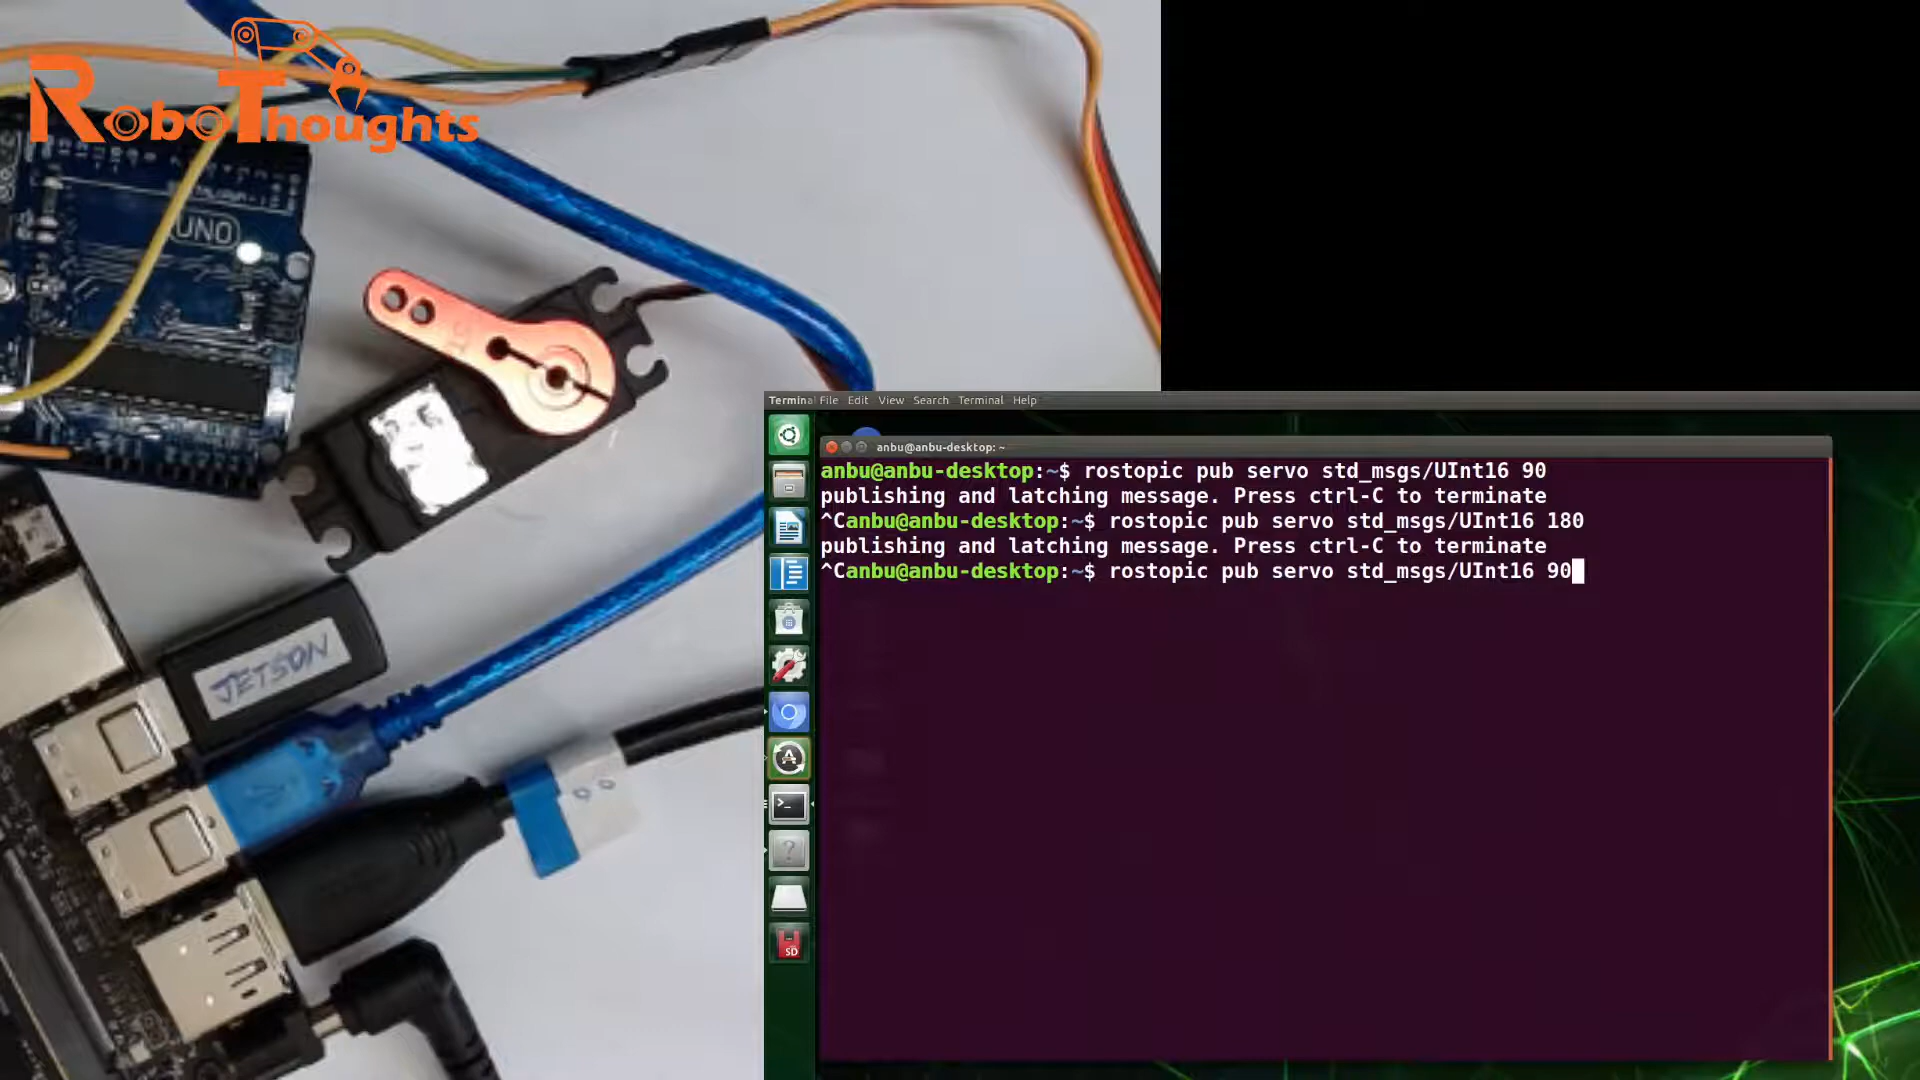 RoboThoughts
UNO
JETSON
Terminal File Edit View Search Terminal Help
anbu@anbu-desktop: ~
anbu@anbu-desktop:~$ rostopic pub servo std_msgs/UInt16 90
publishing and latching message. Press ctrl-C to terminate
^Canbu@anbu-desktop:~$ rostopic pub servo std_msgs/UInt16 180
publishing and latching message. Press ctrl-C to terminate
^Canbu@anbu-desktop:~$ rostopic pub servo std_msgs/UInt16 90
SD